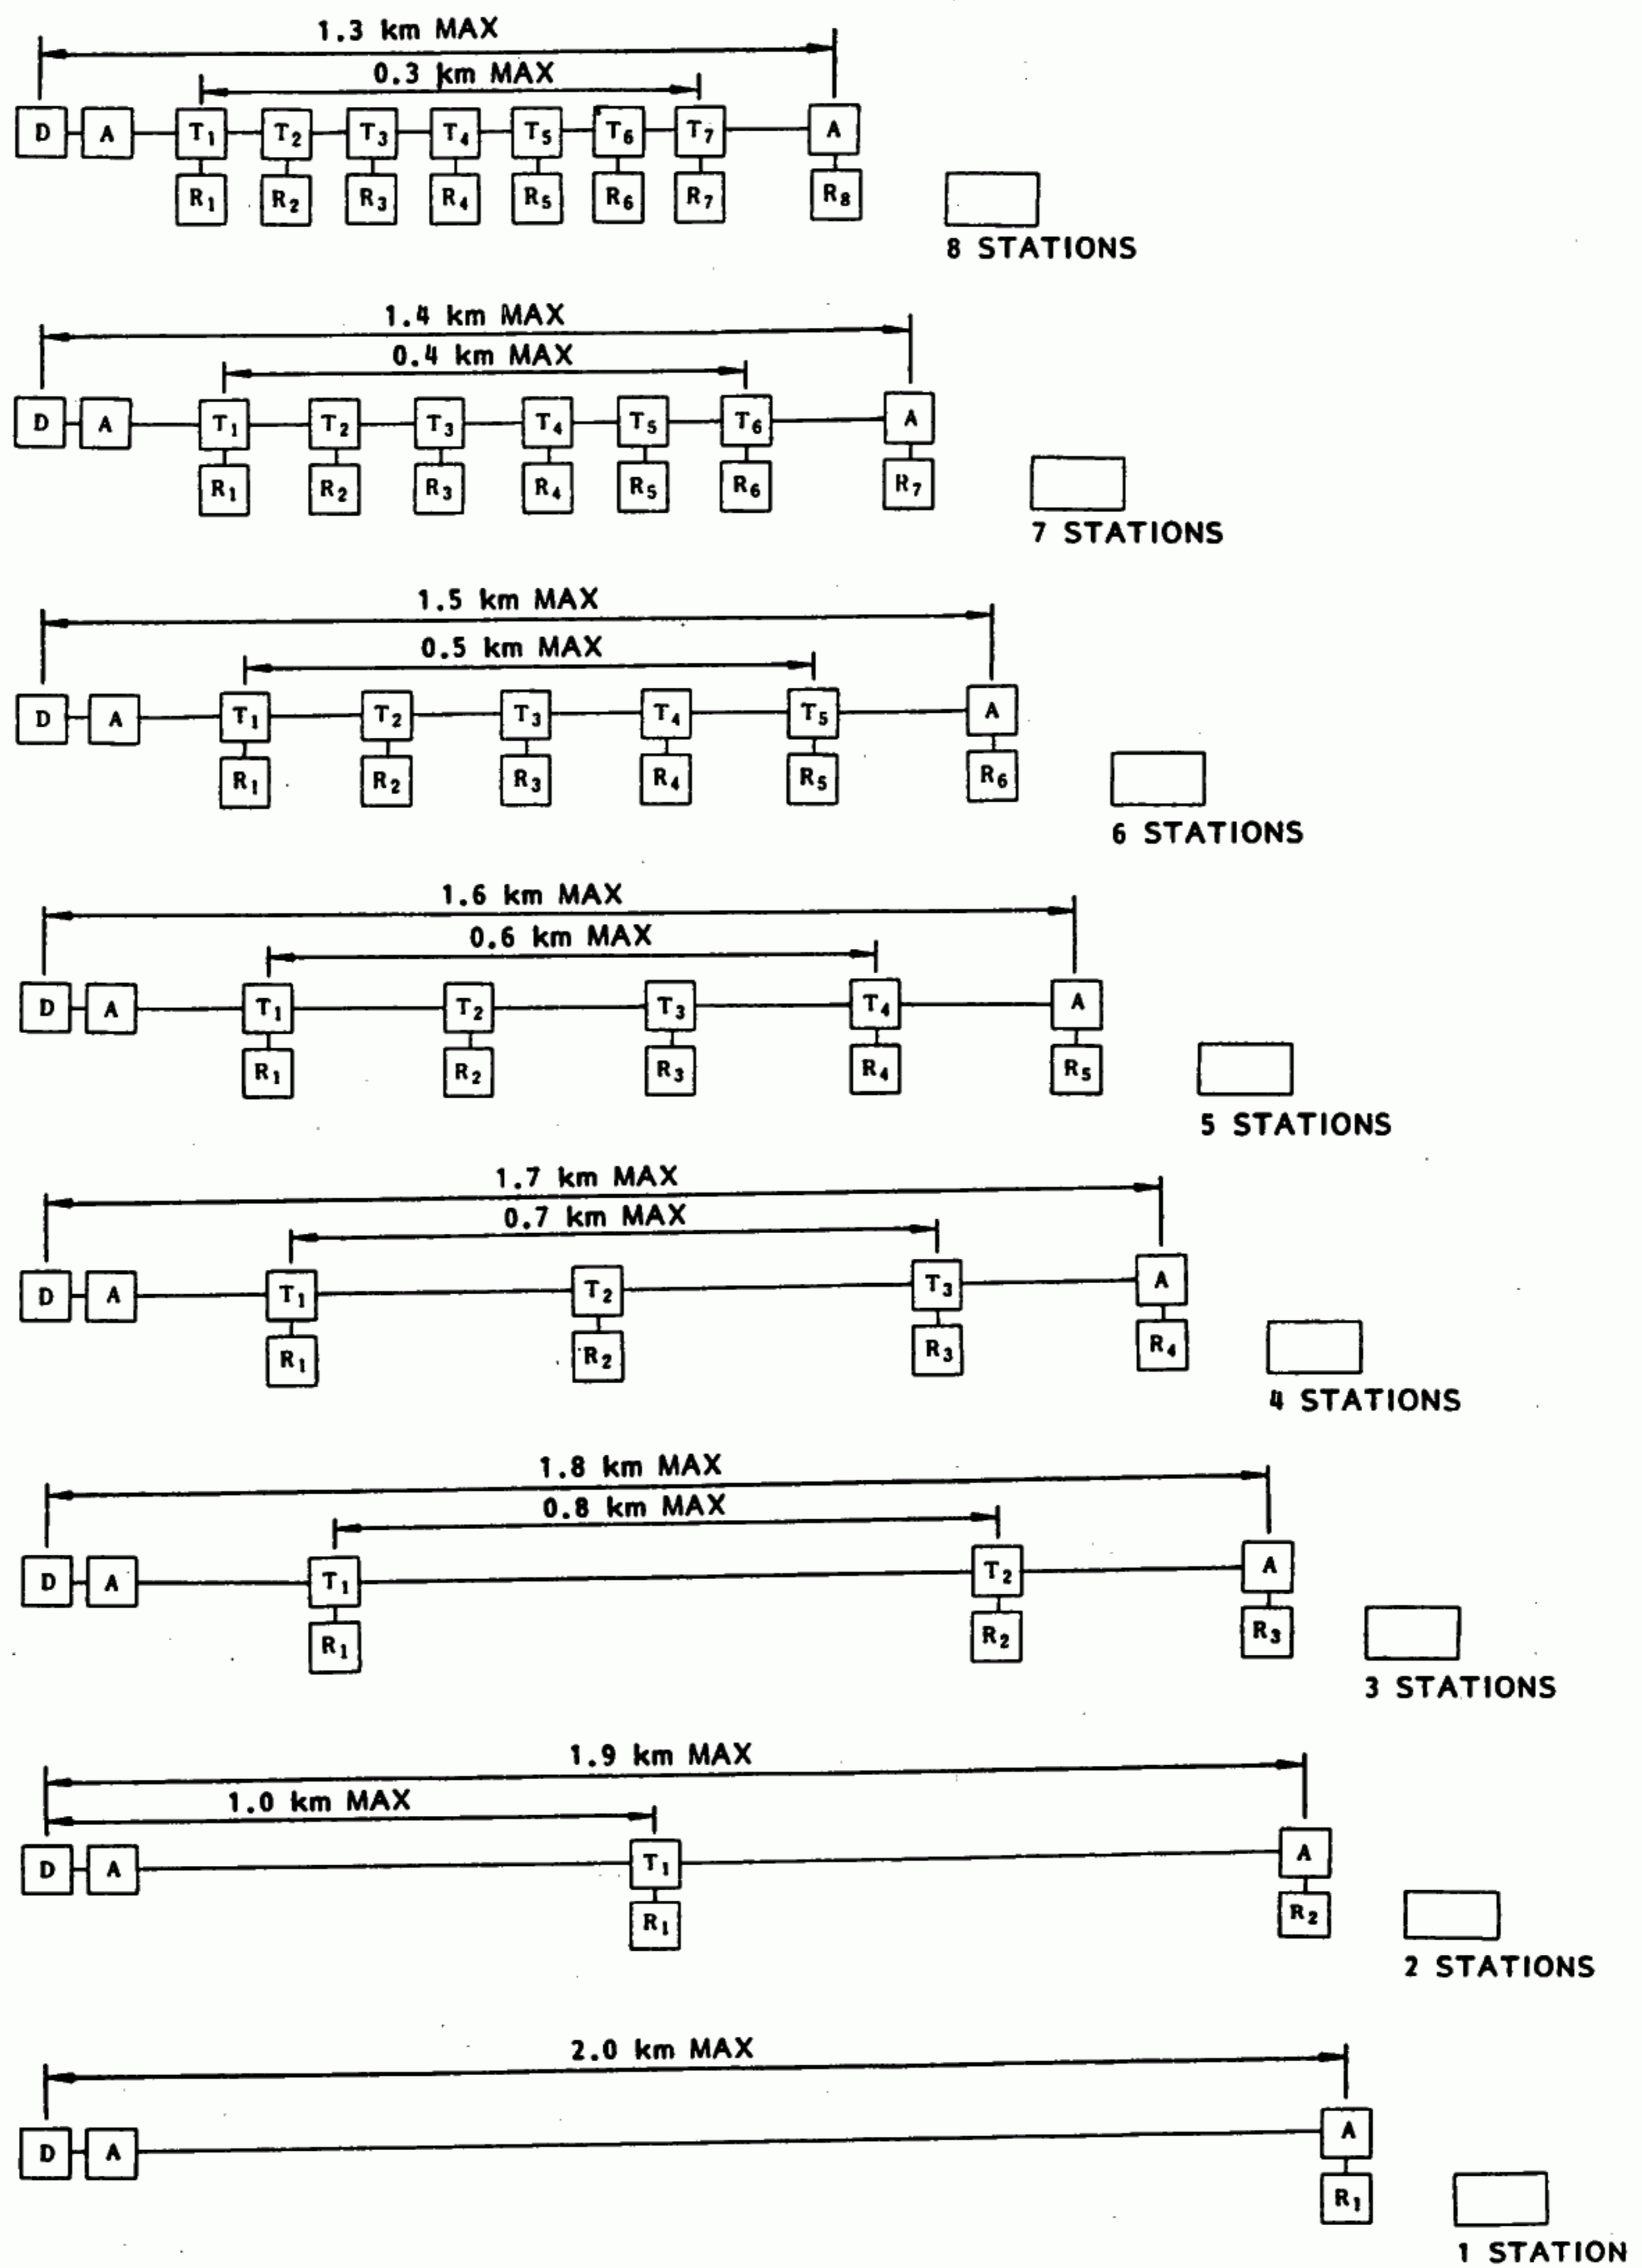 1.3 km MAX
0.3 km MAX
D A T1 T2 T3 T4 T5 T6 T7 A
R1 R2 R3 R4 R5 R6 R7 R8
8 STATIONS
1.4 km MAX
0.4 km MAX
D A T1 T2 T3 T4 T5 T6 A
R1 R2 R3 R4 R5 R6 R7
7 STATIONS
1.5 km MAX
0.5 km MAX
D A T1 T2 T3 T4 T5 A
R1 R2 R3 R4 R5 R6
6 STATIONS
1.6 km MAX
0.6 km MAX
D A T1 T2 T3 T4 A
R1 R2 R3 R4 R5
5 STATIONS
1.7 km MAX
0.7 km MAX
D A T1 T2 T3 A
R1 R2 R3 R4
4 STATIONS
1.8 km MAX
0.8 km MAX
D A T1 T2 A
R1 R2 R3
3 STATIONS
1.9 km MAX
1.0 km MAX
D A T1 A
R1 R2
2 STATIONS
2.0 km MAX
D A A
R1
1 STATION